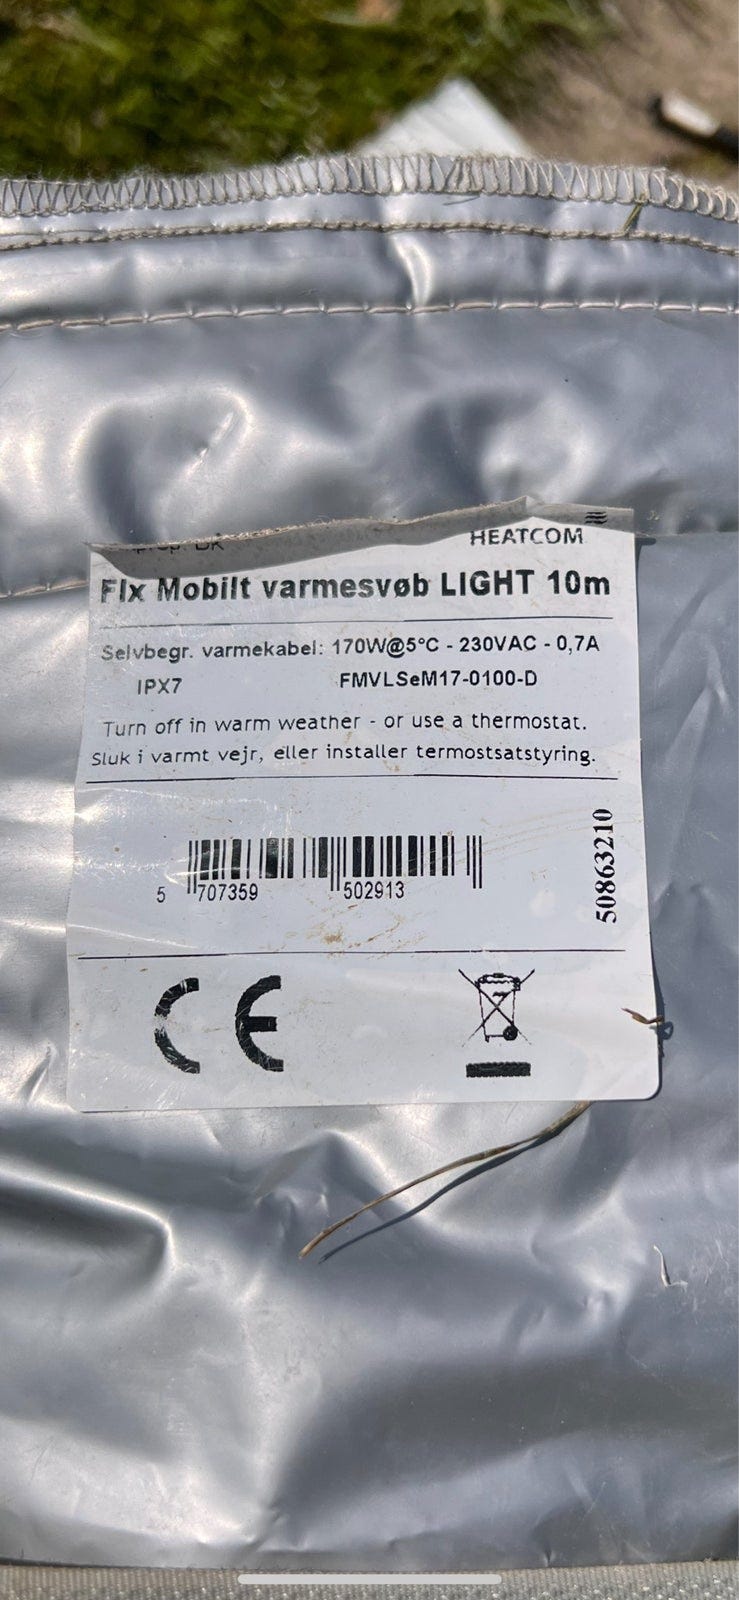 HEATCOM
FIx Mobilt varmesvøb LIGHT 10m
Selvbegr. varmekabel: 170W@5°C - 230VAC - 0,7A
IPX7 FMVLSeM17-0100-D
Turn off in warm weather - or use a thermostat.
Sluk i varmt vejr, eller installer termostsatstyring.
5 707359 502913
50863210
CE